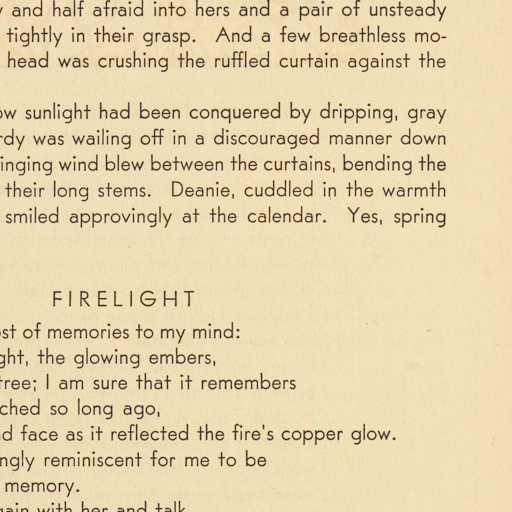 and half afraid into hers and a pair of unsteady
tightly in their grasp. And a few breathless mo-
head was crushing the ruffled curtain against the
ow sunlight had been conquered by dripping, gray
rdy was wailing off in a discouraged manner down
inging wind blew between the curtains, bending the
their long stems. Deanie, cuddled in the warmth
smiled approvingly at the calendar. Yes, spring
FIRELIGHT
ost of memories to my mind:
ght, the glowing embers,
tree; I am sure that it remembers
ched so long ago,
d face as it reflected the fire's copper glow.
ngly reminiscent for me to be
memory.
gain with her and talk